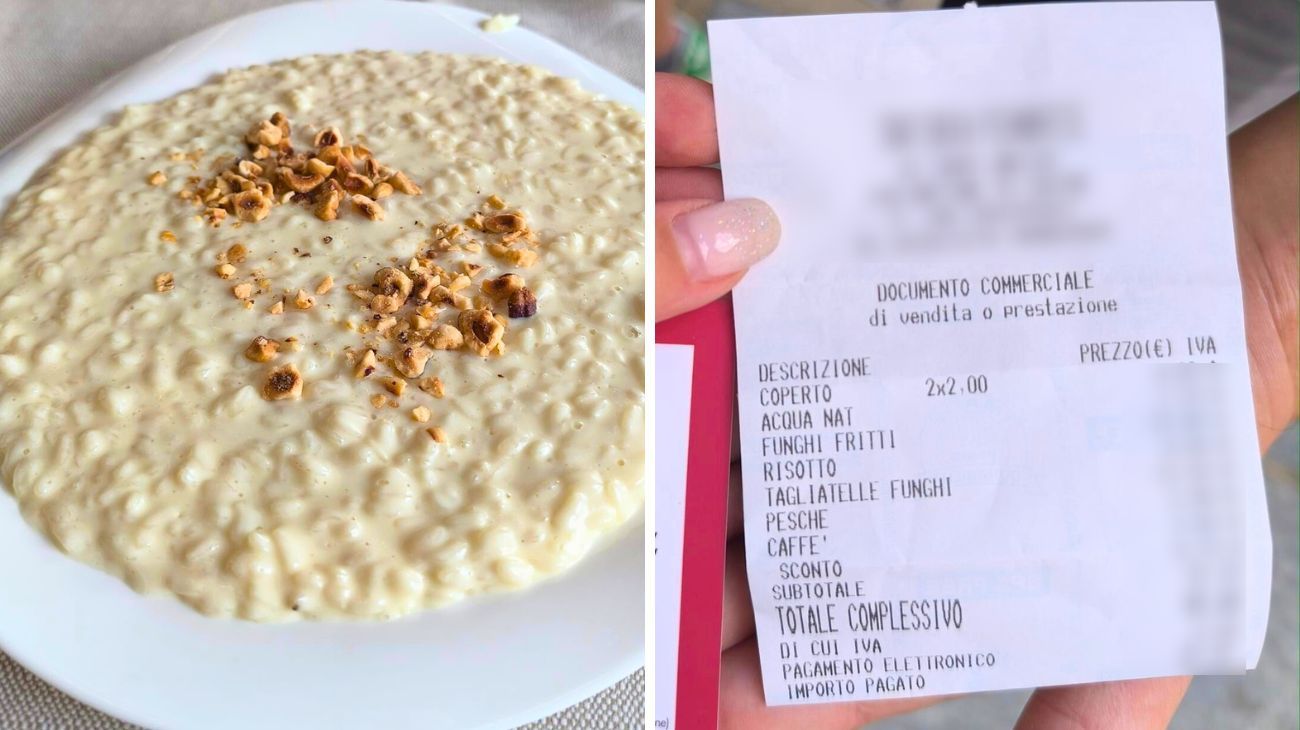 DOCUMENTO COMMERCIALE
di vendita o prestazione
DESCRIZIONE PREZZO(€) IVA
COPERTO 2x2,00
ACQUA NAT
FUNGHI FRITTI
RISOTTO
TAGLIATELLE FUNGHI
PESCHE
CAFFE'
SCONTO
SUBTOTALE
TOTALE COMPLESSIVO
DI CUI IVA
PAGAMENTO ELETTRONICO
IMPORTO PAGATO